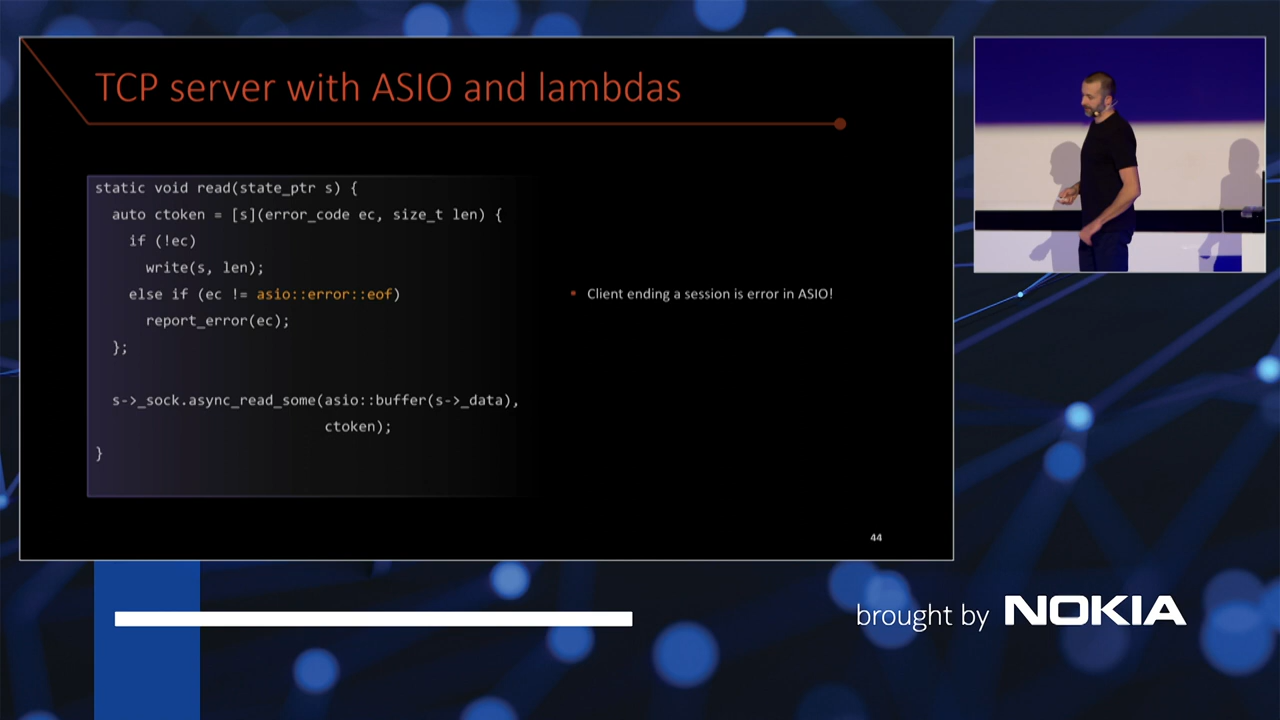 TCP server with ASIO and lambdas
static void read(state_ptr s) {
auto ctoken = [s](error_code ec, size_t len) {
if (!ec)
write(s, len);
else if (ec != asio::error::eof)
report_error(ec);
};
s->_sock.async_read_some(asio::buffer(s->_data),
ctoken);
}
▪ Client ending a session is error in ASIO!
44
brought by NOKIA